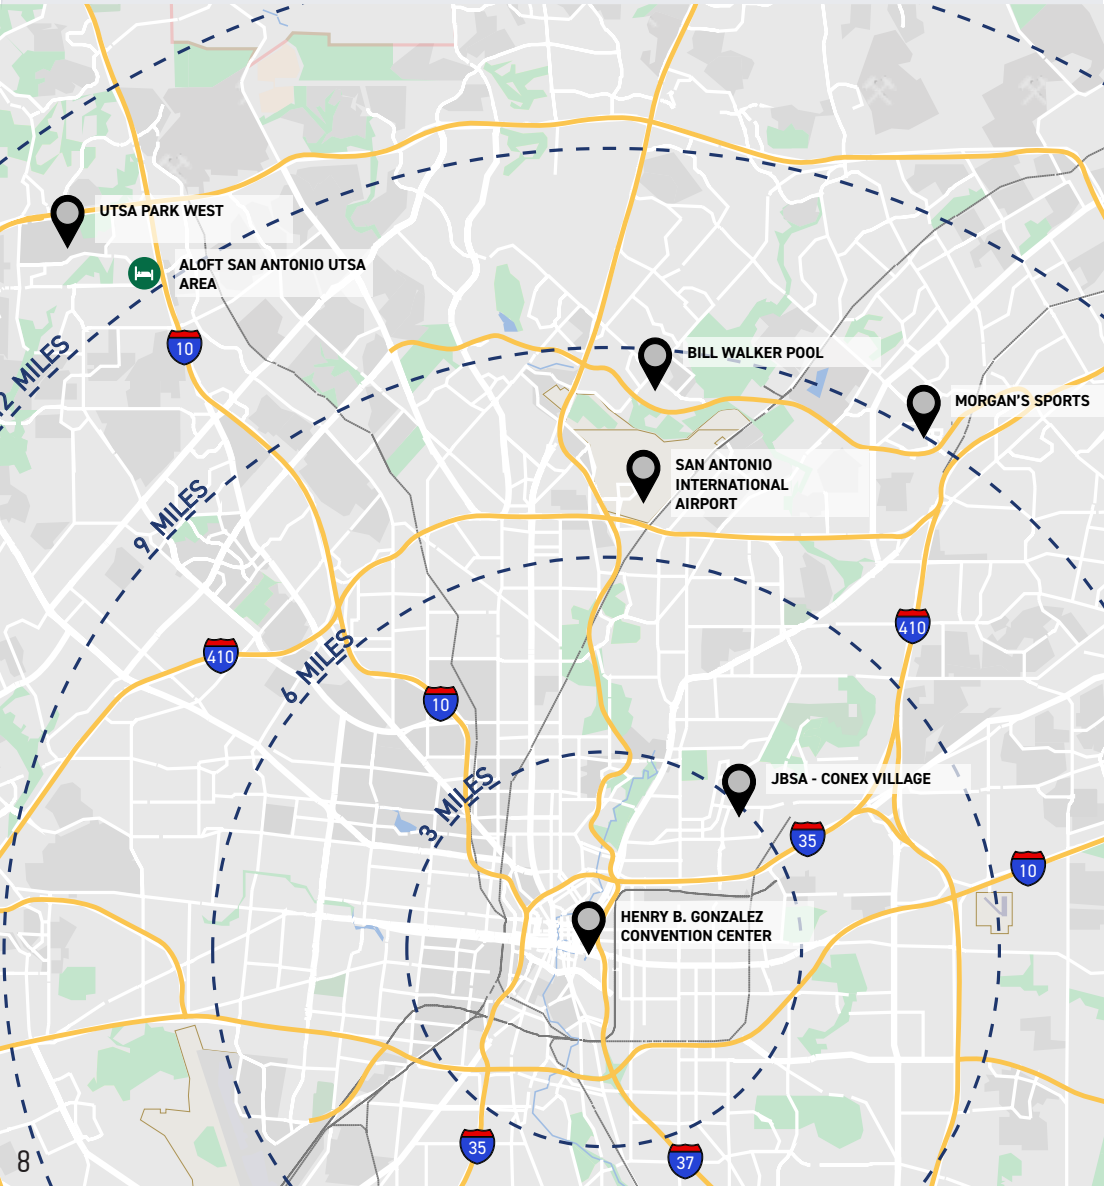 UTSA PARK WEST
ALOFT SAN ANTONIO UTSA
AREA
10
2 MILES
BILL WALKER POOL
MORGAN'S SPORTS
SAN ANTONIO
INTERNATIONAL
AIRPORT
9 MILES
410
410
6 MILES
10
3 MILES
JBSA - CONEX VILLAGE
35
10
HENRY B. GONZALEZ
CONVENTION CENTER
35
37
8